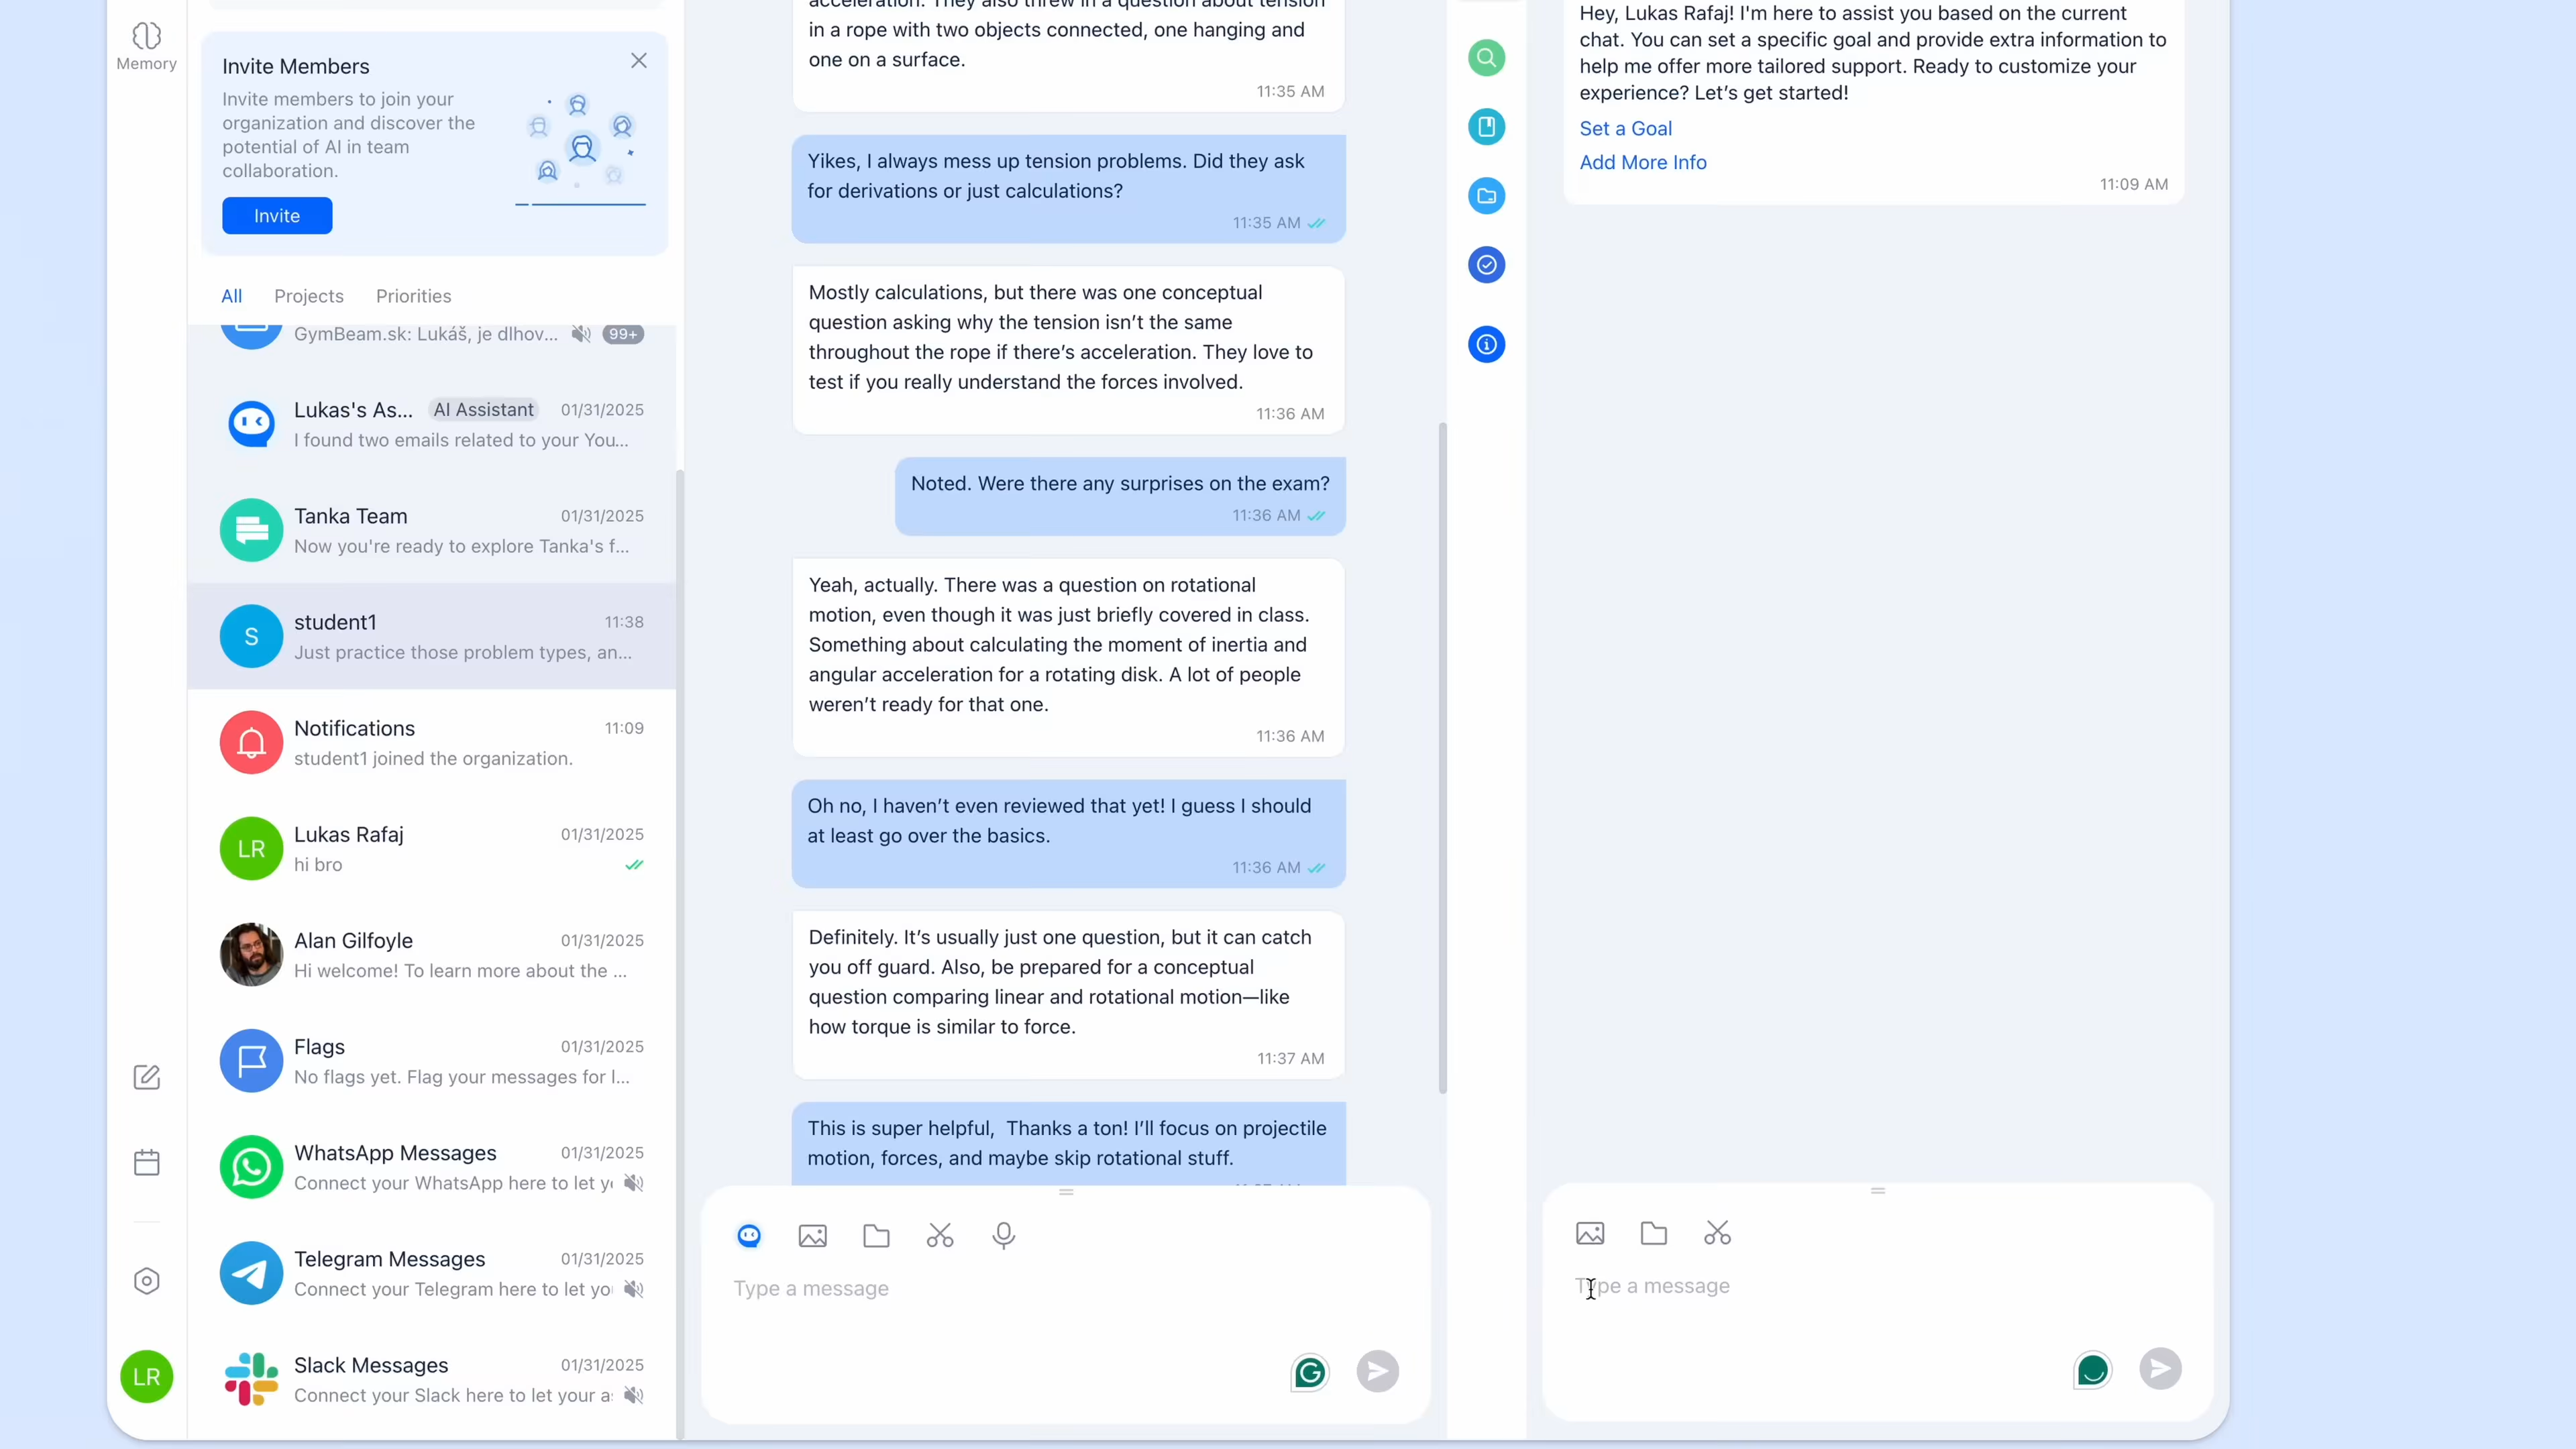 Memory
Invite Members
Invite members to join your
organization and discover the
potential of AI in team
collaboration.
Invite
All Projects Priorities
GymBeam.sk: Lukáš, je dlhov... 99+
Lukas's As... AI Assistant 01/31/2025
I found two emails related to your You...
Tanka Team 01/31/2025
Now you're ready to explore Tanka's f...
S
student1 11:38
Just practice those problem types, an...
Notifications 11:09
student1 joined the organization.
LR
Lukas Rafaj 01/31/2025
hi bro
Alan Gilfoyle 01/31/2025
Hi welcome! To learn more about the ...
Flags 01/31/2025
No flags yet. Flag your messages for l...
WhatsApp Messages 01/31/2025
Connect your WhatsApp here to let y
Telegram Messages 01/31/2025
Connect your Telegram here to let yo
Slack Messages 01/31/2025
Connect your Slack here to let your a
LR
acceleration. They also threw in a question about tension
in a rope with two objects connected, one hanging and
one on a surface.
11:35 AM
Yikes, I always mess up tension problems. Did they ask
for derivations or just calculations?
11:35 AM
Mostly calculations, but there was one conceptual
question asking why the tension isn’t the same
throughout the rope if there’s acceleration. They love to
test if you really understand the forces involved.
11:36 AM
Noted. Were there any surprises on the exam?
11:36 AM
Yeah, actually. There was a question on rotational
motion, even though it was just briefly covered in class.
Something about calculating the moment of inertia and
angular acceleration for a rotating disk. A lot of people
weren’t ready for that one.
11:36 AM
Oh no, I haven’t even reviewed that yet! I guess I should
at least go over the basics.
11:36 AM
Definitely. It’s usually just one question, but it can catch
you off guard. Also, be prepared for a conceptual
question comparing linear and rotational motion—like
how torque is similar to force.
11:37 AM
This is super helpful, Thanks a ton! I’ll focus on projectile
motion, forces, and maybe skip rotational stuff.
Type a message
Hey, Lukas Rafaj! I'm here to assist you based on the current
chat. You can set a specific goal and provide extra information to
help me offer more tailored support. Ready to customize your
experience? Let’s get started!
Set a Goal
Add More Info
11:09 AM
Type a message